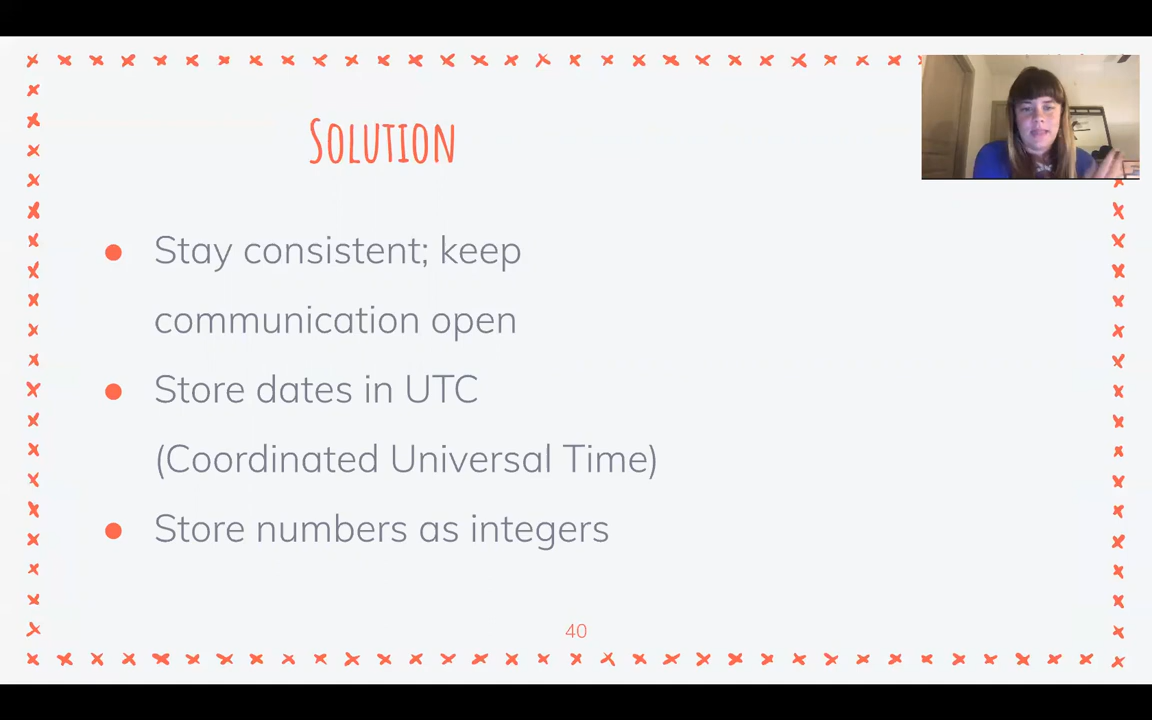 Solution
Stay consistent; keep
communication open
Store dates in UTC
(Coordinated Universal Time)
Store numbers as integers
40